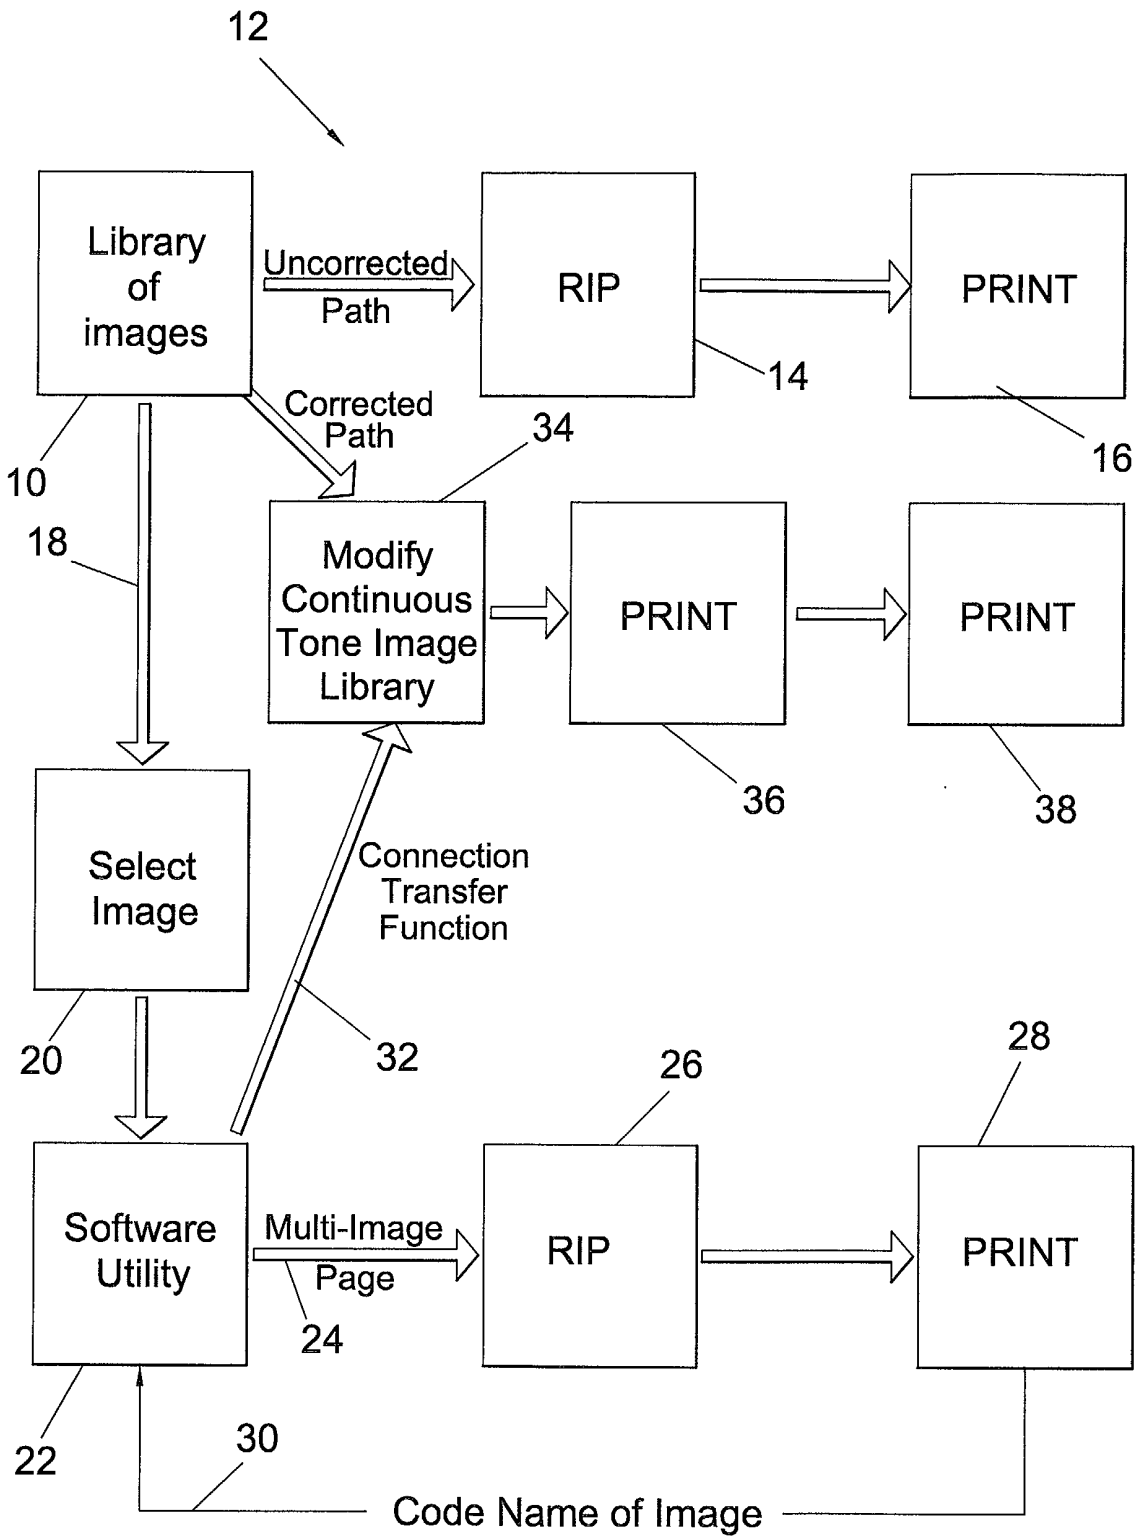 12
Library
of
images
Uncorrected
Path
RIP
PRINT
14
16
10
Corrected
Path
34
18
Modify
Continuous
Tone Image
Library
PRINT
PRINT
36
38
Select
Image
Connection
Transfer
Function
20
32
26
28
Software
Utility
Multi-Image
Page
RIP
PRINT
24
22
30
Code Name of Image